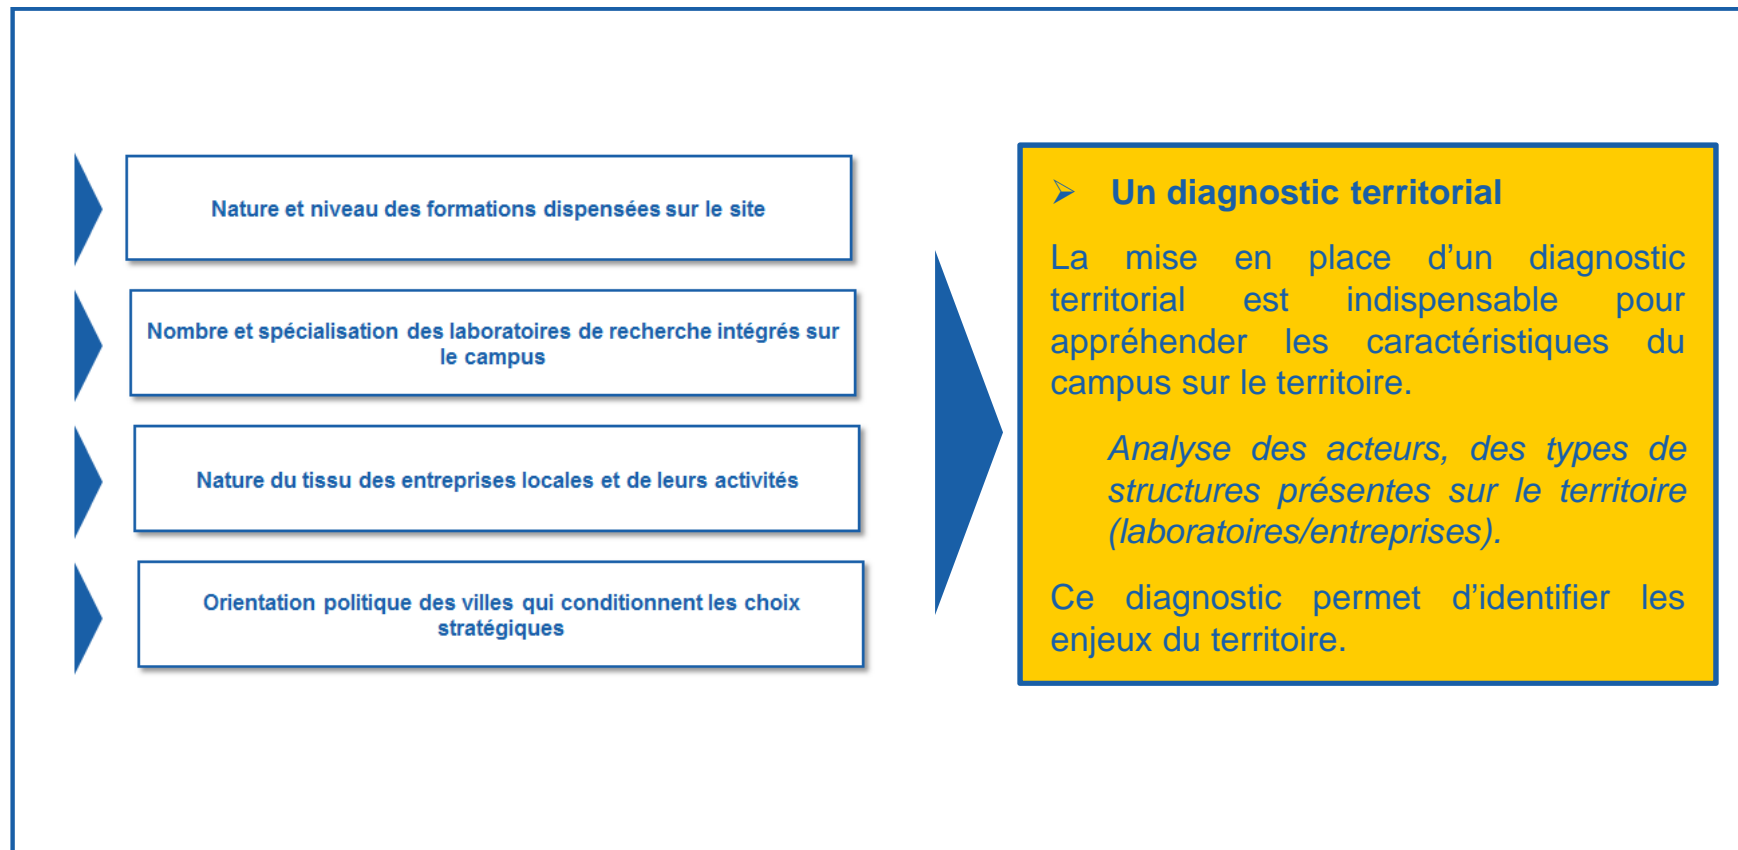 Nature et niveau des formations dispensées sur le site
Nombre et spécialisation des laboratoires de recherche intégrés sur
le campus
Nature du tissu des entreprises locales et de leurs activités
Orientation politique des villes qui conditionnent les choix
stratégiques
➢ Un diagnostic territorial
La mise en place d’un diagnostic
territorial est indispensable pour
appréhender les caractéristiques du
campus sur le territoire.
Analyse des acteurs, des types de
structures présentes sur le territoire
(laboratoires/entreprises).
Ce diagnostic permet d’identifier les
enjeux du territoire.